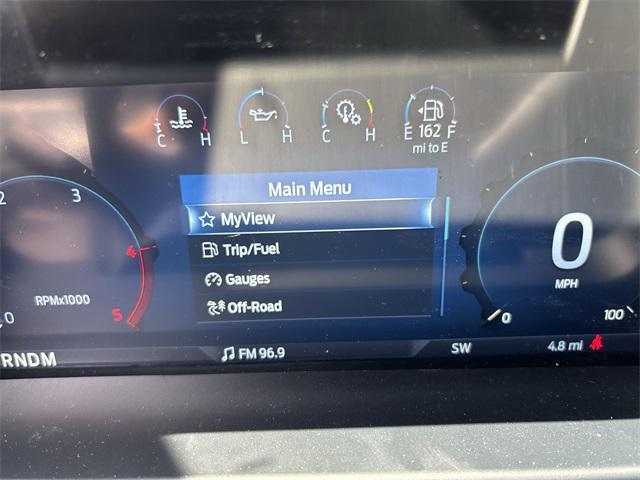 C H
L H
C H
E 162 F
mi to E
Main Menu
MyView
Trip/Fuel
Gauges
Off-Road
2 3
4
5
0
RPMx1000
0
MPH
0 100
RNDM
FM 96.9
SW
4.8 mi